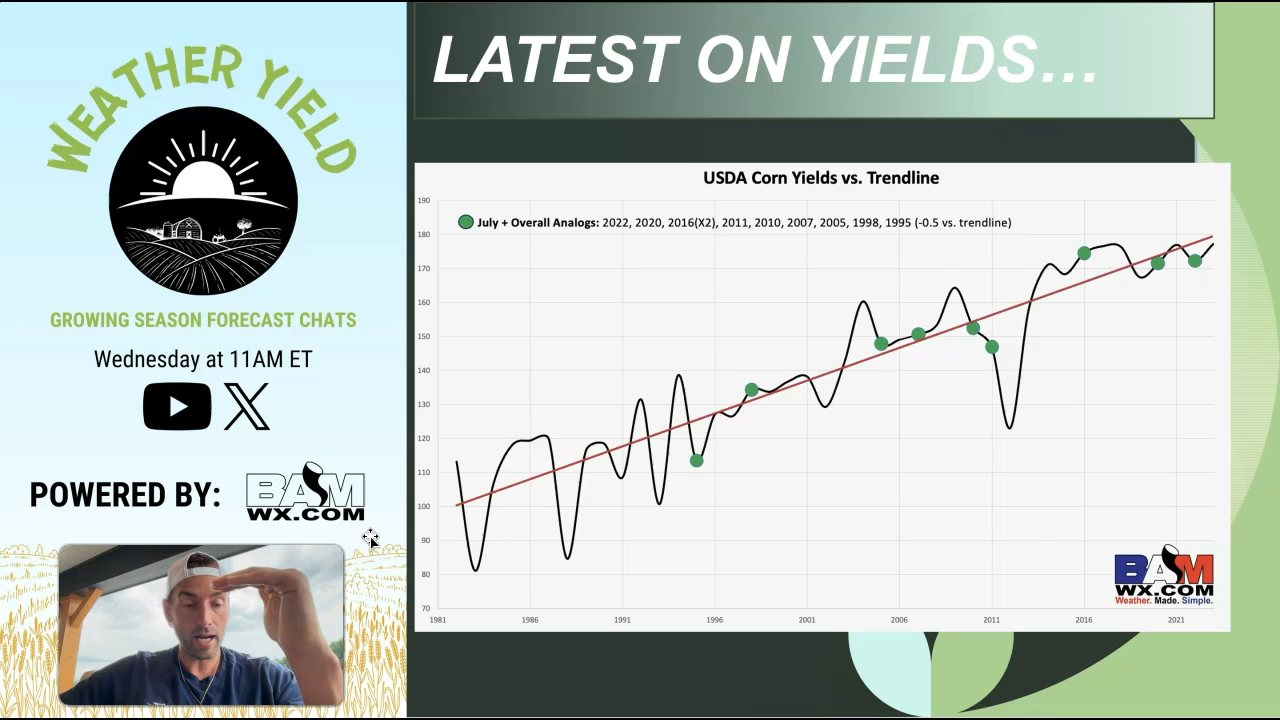 WEATHER YIELD
GROWING SEASON FORECAST CHATS
Wednesday at 11AM ET
POWERED BY:
BAM
WX.COM
LATEST ON YIELDS...
USDA Corn Yields vs. Trendline
July + Overall Analogs: 2022, 2020, 2016(X2), 2011, 2010, 2007, 2005, 1998, 1995 (-0.5 vs. trendline)
190
180
170
160
150
140
130
120
110
100
90
80
70
1981 1986 1991 1996 2001 2006 2011 2016 2021
BAM
WX.COM
Weather. Made. Simple.